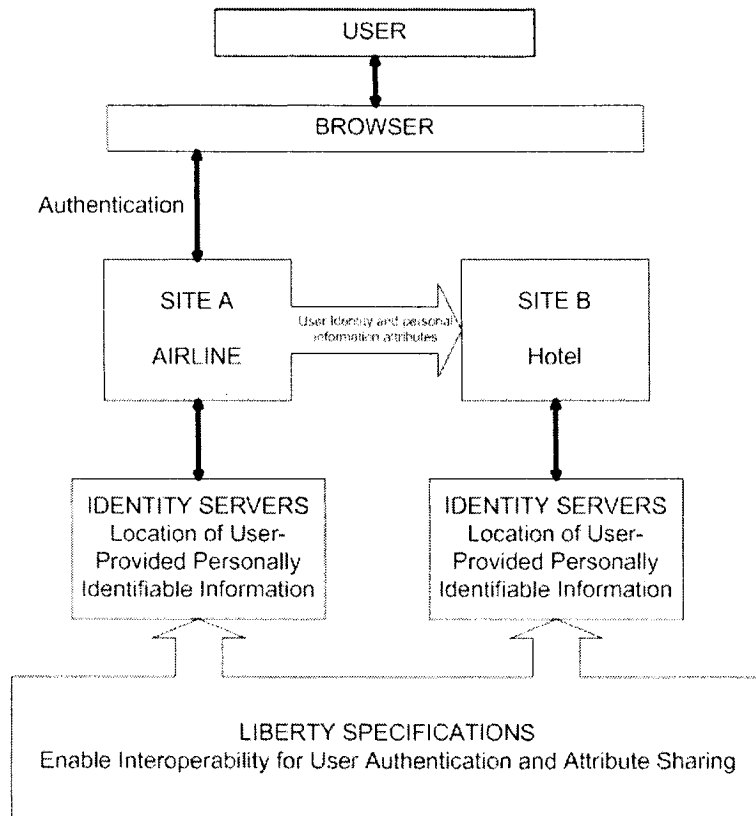 USER
BROWSER
Authentication
SITE A
AIRLINE
User Identity and personal
information attributes
SITE B
Hotel
IDENTITY SERVERS
Location of User-
Provided Personally
Identifiable Information
IDENTITY SERVERS
Location of User-
Provided Personally
Identifiable Information
LIBERTY SPECIFICATIONS
Enable Interoperability for User Authentication and Attribute Sharing